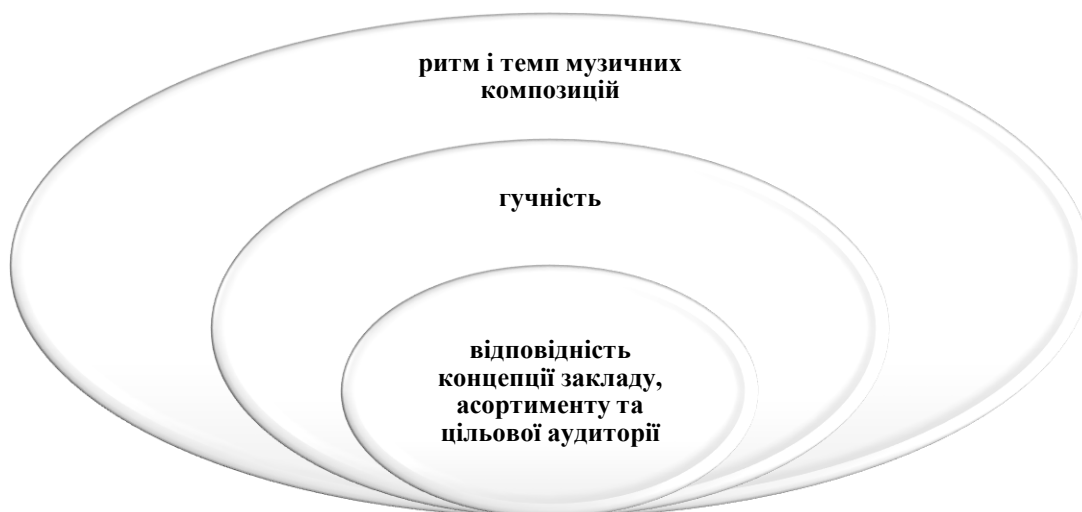 ритм і темп музичних
композицій
гучність
відповідність
концепції закладу,
асортименту та
цільової аудиторії